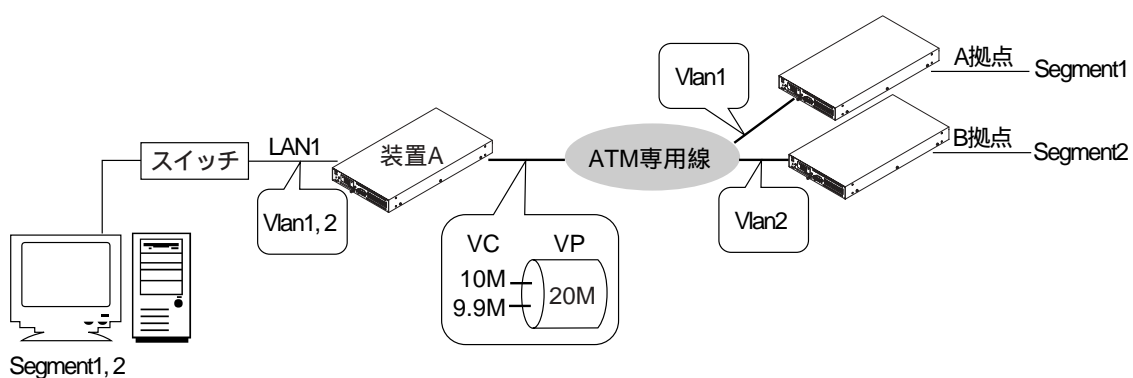 A拠点
Segment1
Vlan1
スイッチ
LAN1
装置A
ATM専用線
B拠点
Segment2
Vlan1, 2
Vlan2
VC VP
10M
9.9M
20M
Segment1, 2